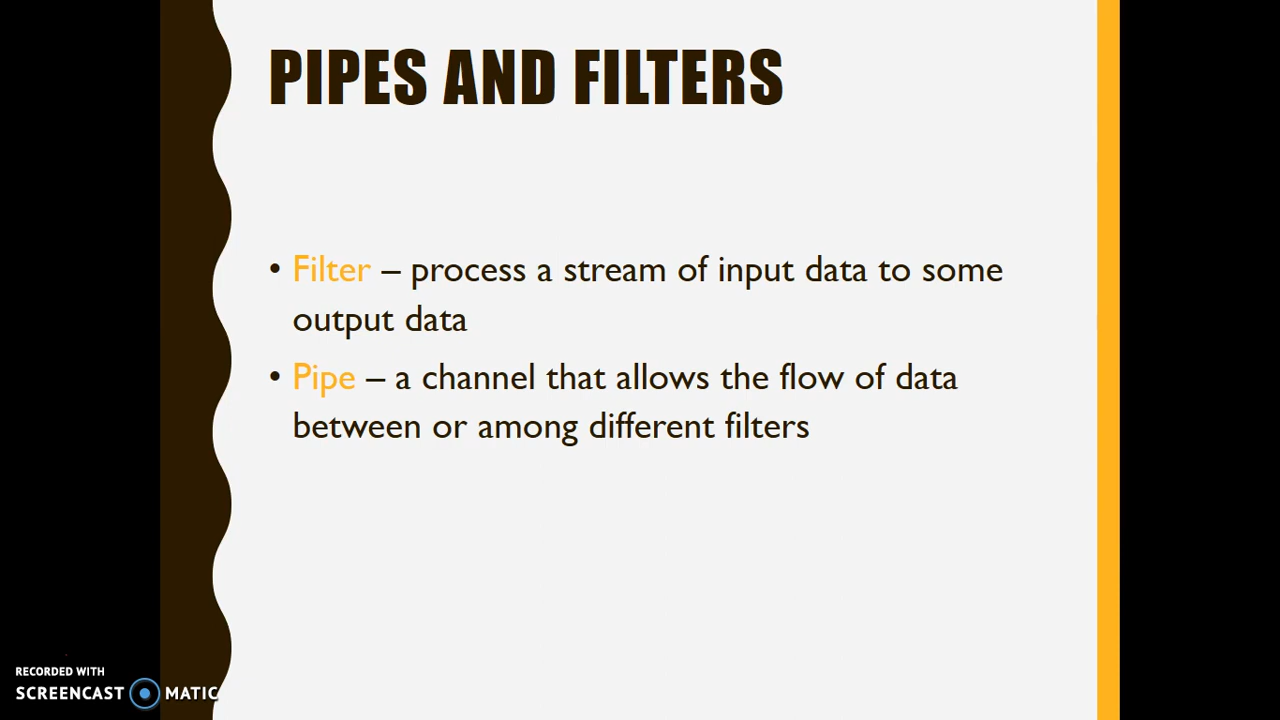 PIPES AND FILTERS
• Filter – process a stream of input data to some
output data
• Pipe – a channel that allows the flow of data
between or among different filters
RECORDED WITH
SCREENCAST MATIC